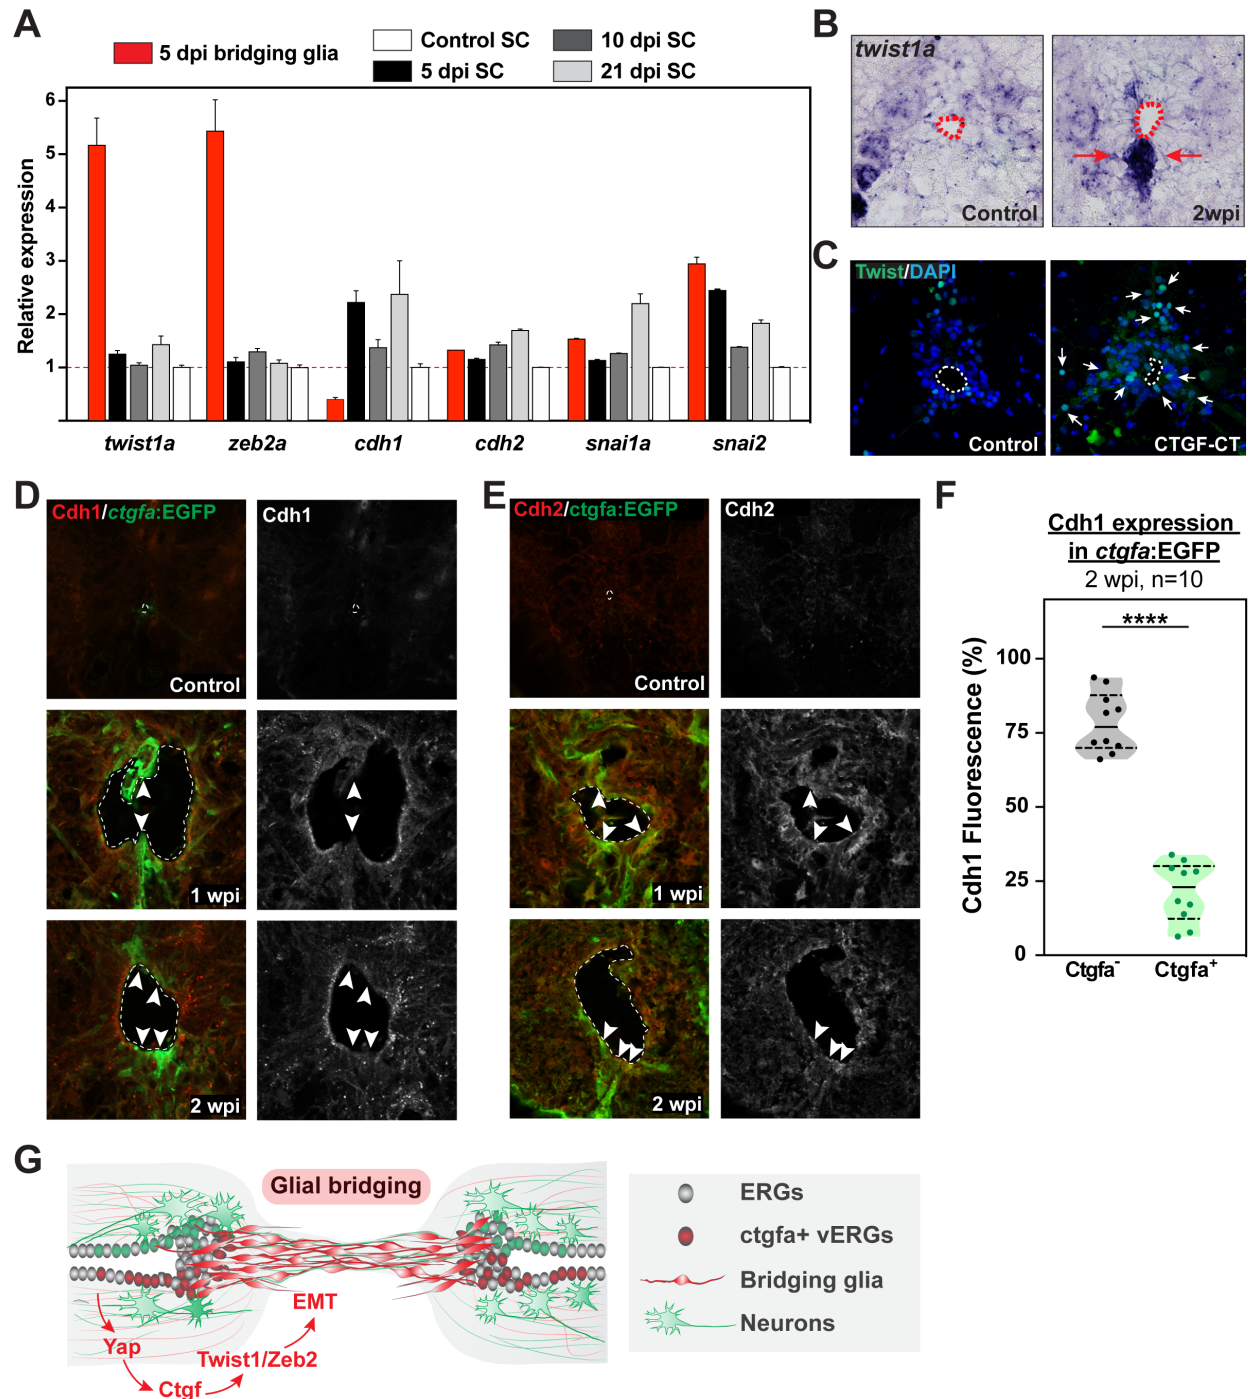 A
5 dpi bridging glia
Control SC
5 dpi SC
10 dpi SC
21 dpi SC
Relative expression
6
5
4
3
2
1
twist1a
zeb2a
cdh1
cdh2
snai1a
snai2
B
twist1a
Control
2wpi
C
Twist/DAPI
Control
CTGF-CT
D
Cdh1/ctgfa:EGFP
Cdh1
Control
1 wpi
2 wpi
E
Cdh2/ctgfa:EGFP
Cdh2
Control
1 wpi
2 wpi
F
Cdh1 expression
in ctgfa:EGFP
2 wpi, n=10
****
Cdh1 Fluorescence (%)
100
75
50
25
0
Ctgfa-
Ctgfa+
G
Glial bridging
EMT
Yap
Twist1/Zeb2
Ctgf
ERGs
ctgfa+ vERGs
Bridging glia
Neurons